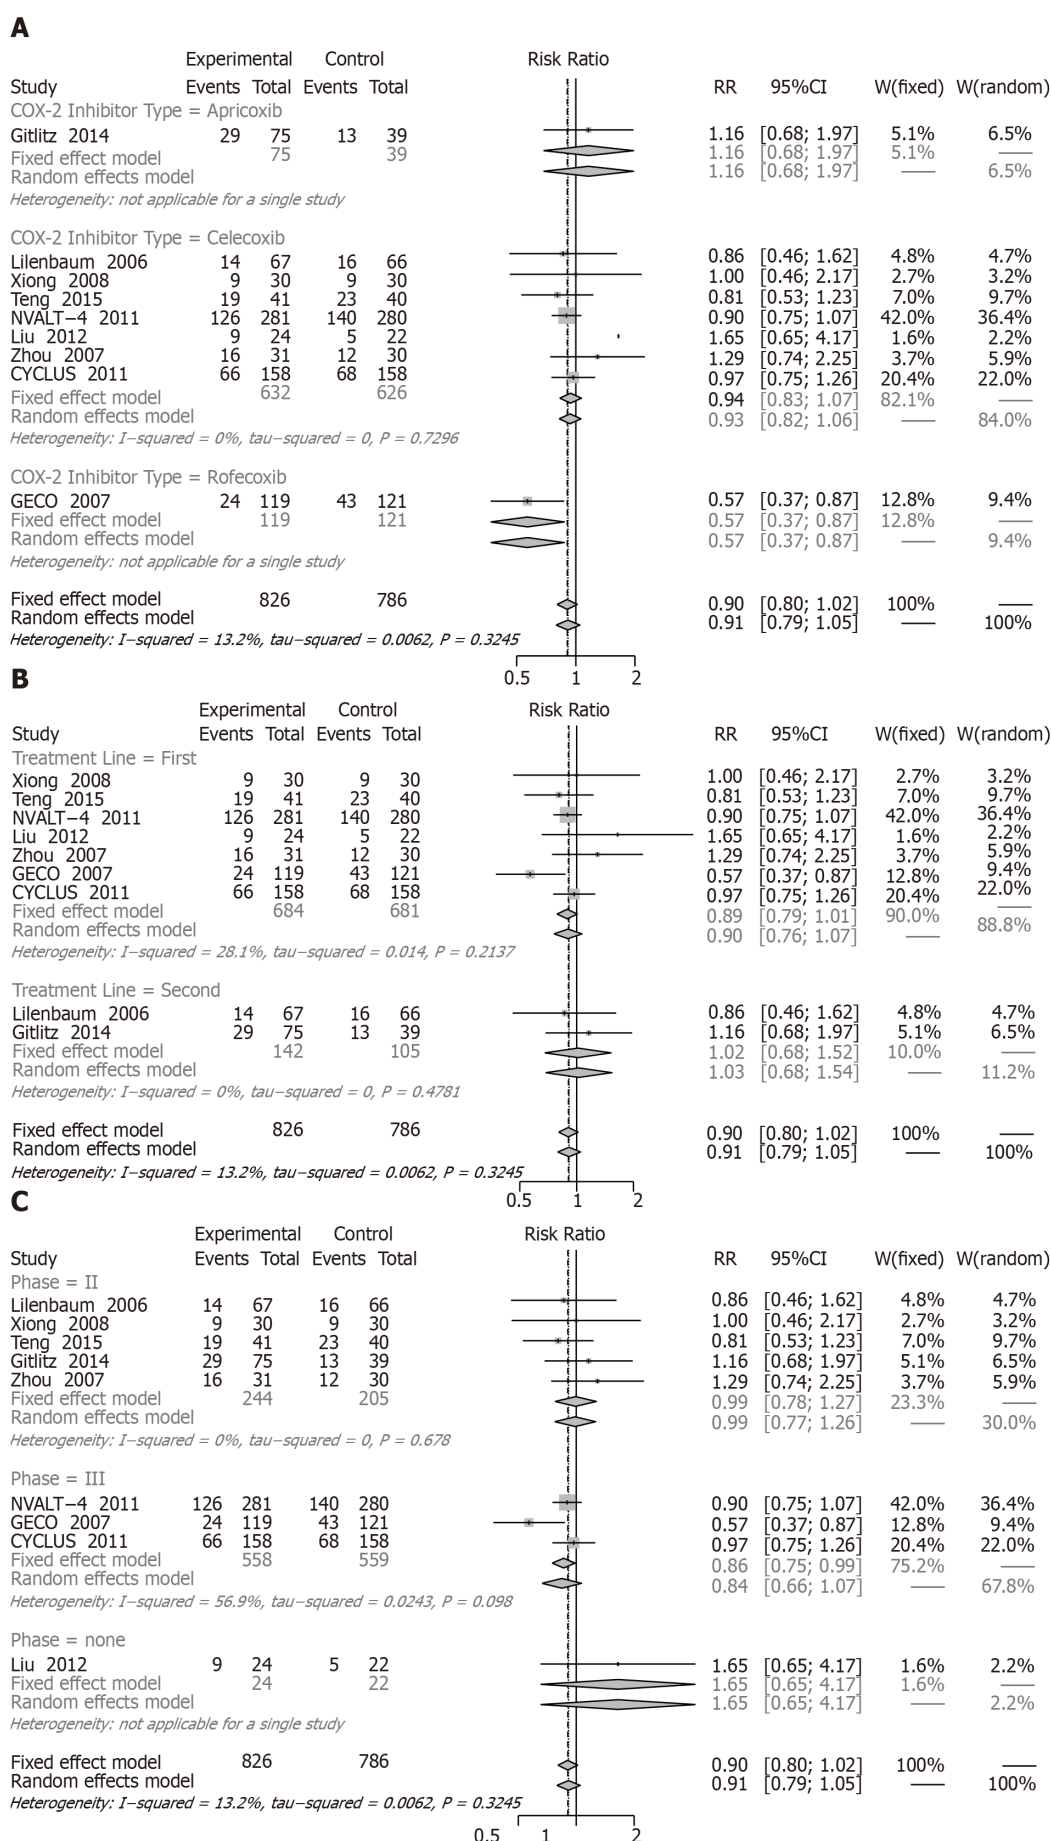 A
Experimental Control Risk Ratio
Study Events Total Events Total RR 95%CI W(fixed) W(random)
COX-2 Inhibitor Type = Apricoxib
Gitlitz 2014 29 75 13 39 1.16 [0.68; 1.97] 5.1% 6.5%
Fixed effect model 75 39 1.16 [0.68; 1.97] 5.1% —
Random effects model 1.16 [0.68; 1.97] — 6.5%
Heterogeneity: not applicable for a single study
COX-2 Inhibitor Type = Celecoxib
Lilenbaum 2006 14 67 16 66 0.86 [0.46; 1.62] 4.8% 4.7%
Xiong 2008 9 30 9 30 1.00 [0.46; 2.17] 2.7% 3.2%
Teng 2015 19 41 23 40 0.81 [0.53; 1.23] 7.0% 9.7%
NVALT−4 2011 126 281 140 280 0.90 [0.75; 1.07] 42.0% 36.4%
Liu 2012 9 24 5 22 1.65 [0.65; 4.17] 1.6% 2.2%
Zhou 2007 16 31 12 30 1.29 [0.74; 2.25] 3.7% 5.9%
CYCLUS 2011 66 158 68 158 0.97 [0.75; 1.26] 20.4% 22.0%
Fixed effect model 632 626 0.94 [0.83; 1.07] 82.1% —
Random effects model 0.93 [0.82; 1.06] — 84.0%
Heterogeneity: I−squared = 0%, tau−squared = 0, P = 0.7296
COX-2 Inhibitor Type = Rofecoxib
GECO 2007 24 119 43 121 0.57 [0.37; 0.87] 12.8% 9.4%
Fixed effect model 119 121 0.57 [0.37; 0.87] 12.8% —
Random effects model 0.57 [0.37; 0.87] — 9.4%
Heterogeneity: not applicable for a single study
Fixed effect model 826 786 0.90 [0.80; 1.02] 100% —
Random effects model 0.91 [0.79; 1.05] — 100%
Heterogeneity: I−squared = 13.2%, tau−squared = 0.0062, P = 0.3245
0.5 1 2
B
Experimental Control Risk Ratio
Study Events Total Events Total RR 95%CI W(fixed) W(random)
Treatment Line = First
Xiong 2008 9 30 9 30 1.00 [0.46; 2.17] 2.7% 3.2%
Teng 2015 19 41 23 40 0.81 [0.53; 1.23] 7.0% 9.7%
NVALT−4 2011 126 281 140 280 0.90 [0.75; 1.07] 42.0% 36.4%
Liu 2012 9 24 5 22 1.65 [0.65; 4.17] 1.6% 2.2%
Zhou 2007 16 31 12 30 1.29 [0.74; 2.25] 3.7% 5.9%
GECO 2007 24 119 43 121 0.57 [0.37; 0.87] 12.8% 9.4%
CYCLUS 2011 66 158 68 158 0.97 [0.75; 1.26] 20.4% 22.0%
Fixed effect model 684 681 0.89 [0.79; 1.01] 90.0% —
Random effects model 0.90 [0.76; 1.07] — 88.8%
Heterogeneity: I−squared = 28.1%, tau−squared = 0.014, P = 0.2137
Treatment Line = Second
Lilenbaum 2006 14 67 16 66 0.86 [0.46; 1.62] 4.8% 4.7%
Gitlitz 2014 29 75 13 39 1.16 [0.68; 1.97] 5.1% 6.5%
Fixed effect model 142 105 1.02 [0.68; 1.52] 10.0% —
Random effects model 1.03 [0.68; 1.54] — 11.2%
Heterogeneity: I−squared = 0%, tau−squared = 0, P = 0.4781
Fixed effect model 826 786 0.90 [0.80; 1.02] 100% —
Random effects model 0.91 [0.79; 1.05] — 100%
Heterogeneity: I−squared = 13.2%, tau−squared = 0.0062, P = 0.3245
0.5 1 2
C
Experimental Control Risk Ratio
Study Events Total Events Total RR 95%CI W(fixed) W(random)
Phase = II
Lilenbaum 2006 14 67 16 66 0.86 [0.46; 1.62] 4.8% 4.7%
Xiong 2008 9 30 9 30 1.00 [0.46; 2.17] 2.7% 3.2%
Teng 2015 19 41 23 40 0.81 [0.53; 1.23] 7.0% 9.7%
Gitlitz 2014 29 75 13 39 1.16 [0.68; 1.97] 5.1% 6.5%
Zhou 2007 16 31 12 30 1.29 [0.74; 2.25] 3.7% 5.9%
Fixed effect model 244 205 0.99 [0.78; 1.27] 23.3% —
Random effects model 0.99 [0.77; 1.26] — 30.0%
Heterogeneity: I−squared = 0%, tau−squared = 0, P = 0.678
Phase = III
NVALT−4 2011 126 281 140 280 0.90 [0.75; 1.07] 42.0% 36.4%
GECO 2007 24 119 43 121 0.57 [0.37; 0.87] 12.8% 9.4%
CYCLUS 2011 66 158 68 158 0.97 [0.75; 1.26] 20.4% 22.0%
Fixed effect model 558 559 0.86 [0.75; 0.99] 75.2% —
Random effects model 0.84 [0.66; 1.07] — 67.8%
Heterogeneity: I−squared = 56.9%, tau−squared = 0.0243, P = 0.098
Phase = none
Liu 2012 9 24 5 22 1.65 [0.65; 4.17] 1.6% 2.2%
Fixed effect model 24 22 1.65 [0.65; 4.17] 1.6% —
Random effects model 1.65 [0.65; 4.17] — 2.2%
Heterogeneity: not applicable for a single study
Fixed effect model 826 786 0.90 [0.80; 1.02] 100% —
Random effects model 0.91 [0.79; 1.05] — 100%
Heterogeneity: I−squared = 13.2%, tau−squared = 0.0062, P = 0.3245
0.5 1 2